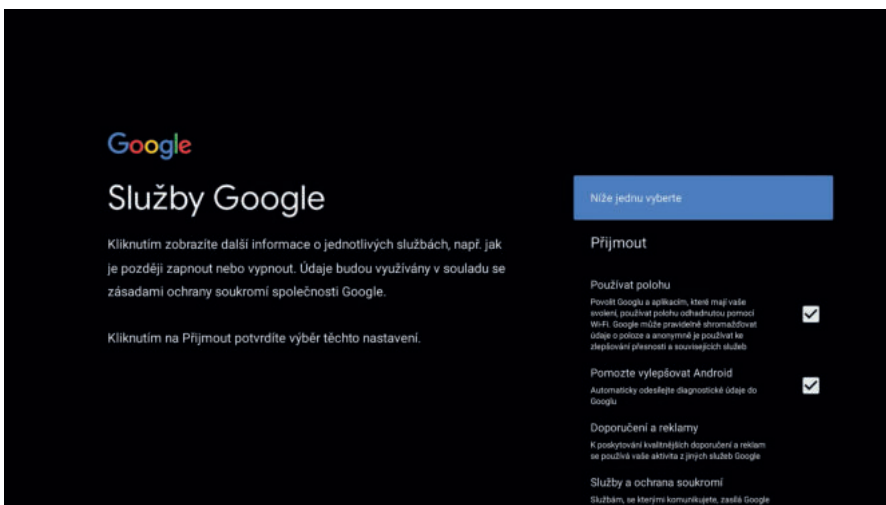 Google
Služby Google
Kliknutím zobrazíte další informace o jednotlivých službách, např. jak
je později zapnout nebo vypnout. Údaje budou využívány v souladu se
zásadami ochrany soukromí společnosti Google.
Kliknutím na Přijmout potvrdíte výběr těchto nastavení.
Níže jednu vyberte
Přijmout
Používat polohu
Povolit Googlu a aplikacím, které mají vaše
svolení, používat polohu odhadnutou pomocí
Wi-Fi. Google může pravidelně shromažďovat
údaje o poloze a anonymně je používat ke
zlepšování přesnosti a souvisejících služeb
Pomozte vylepšovat Android
Automaticky odesílejte diagnostické údaje do
Googlu
Doporučení a reklamy
K poskytování kvalitnějších doporučení a reklam
se používá vaše aktivita z jiných služeb Google
Služby a ochrana soukromí
Službám, se kterými komunikujete, zasílá Google